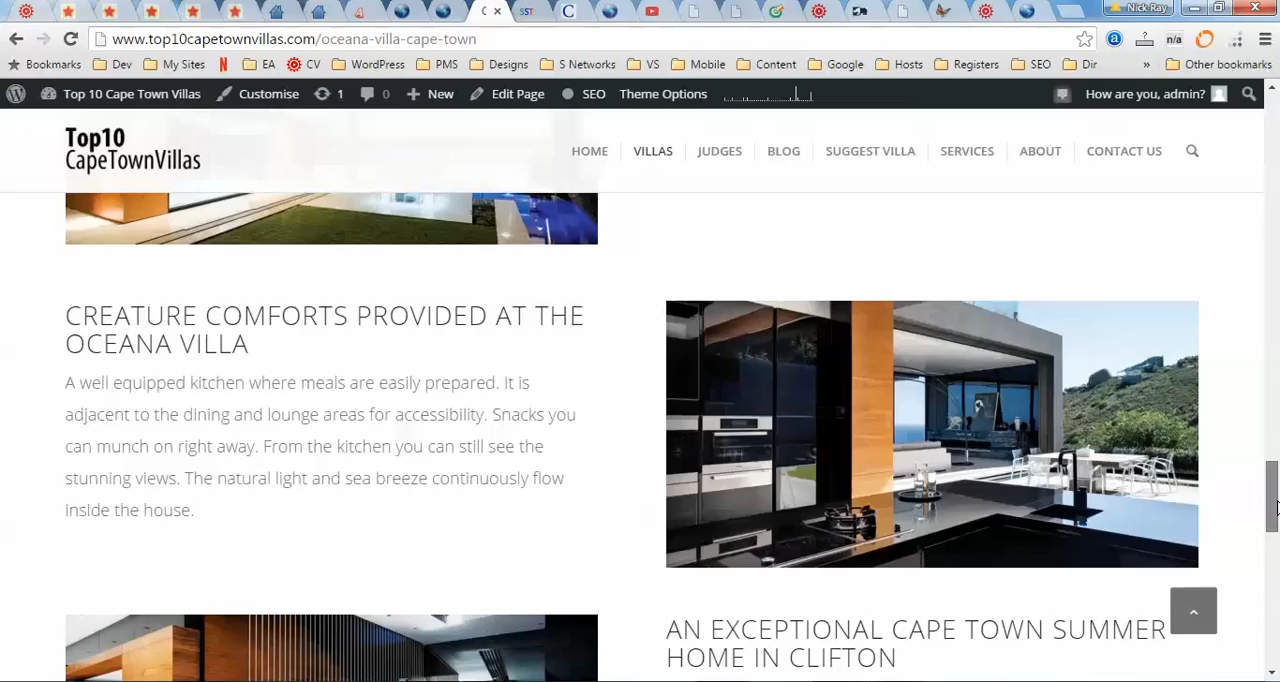 Nick Ray
SST
www.top10capetownvillas.com/oceana-villa-cape-town
n/a
Bookmarks Dev My Sites EA CV WordPress PMS Designs S Networks VS Mobile Content Google Hosts Registers SEO Dir » Other bookmarks
Top 10 Cape Town Villas Customise 1 0 + New Edit Page SEO Theme Options How are you, admin?
Top10
CapeTownVillas
HOME VILLAS JUDGES BLOG SUGGEST VILLA SERVICES ABOUT CONTACT US
CREATURE COMFORTS PROVIDED AT THE
OCEANA VILLA
A well equipped kitchen where meals are easily prepared. It is
adjacent to the dining and lounge areas for accessibility. Snacks you
can munch on right away. From the kitchen you can still see the
stunning views. The natural light and sea breeze continuously flow
inside the house.
AN EXCEPTIONAL CAPE TOWN SUMMER
HOME IN CLIFTON